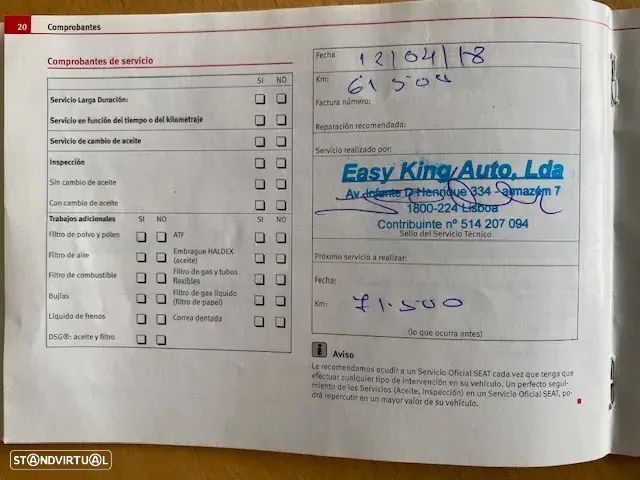 20 Comprobantes
Comprobantes de servicio
SI NO
Servicio Larga Duración:
Servicio en función del tiempo o del kilometraje
Servicio de cambio de aceite
Inspección
Sin cambio de aceite
Con cambio de aceite
Trabajos adicionales SI NO SI NO
Filtro de polvo y polen ATF
Filtro de aire Embrague HALDEX
(aceite)
Filtro de combustible Filtro de gas y tubos
flexibles
Bujías Filtro de gas líquido
(filtro de papel)
Líquido de frenos Correa dentada
DSG®: aceite y filtro
Fecha 12/04/18
Km: 61 500
Factura número:
Reparación recomendada:
Servicio realizado por:
Easy King Auto, Lda
Av. Infante D Henrique 334 - armazém 7
1800-224 Lisboa
Contribuinte nº 514 207 094
Sello del Servicio Técnico
Próximo servicio a realizar:
Fecha:
Km: 71.500
(lo que ocurra antes)
i Aviso
Le recomendamos acudir a un Servicio Oficial SEAT cada vez que tenga que
efectuar cualquier tipo de intervención en su vehículo. Un perfecto segui-
miento de los Servicios (Aceite, Inspección) en un Servicio Oficial SEAT, po-
drá repercutir en un mayor valor de su vehículo.
STANDVIRTUAL